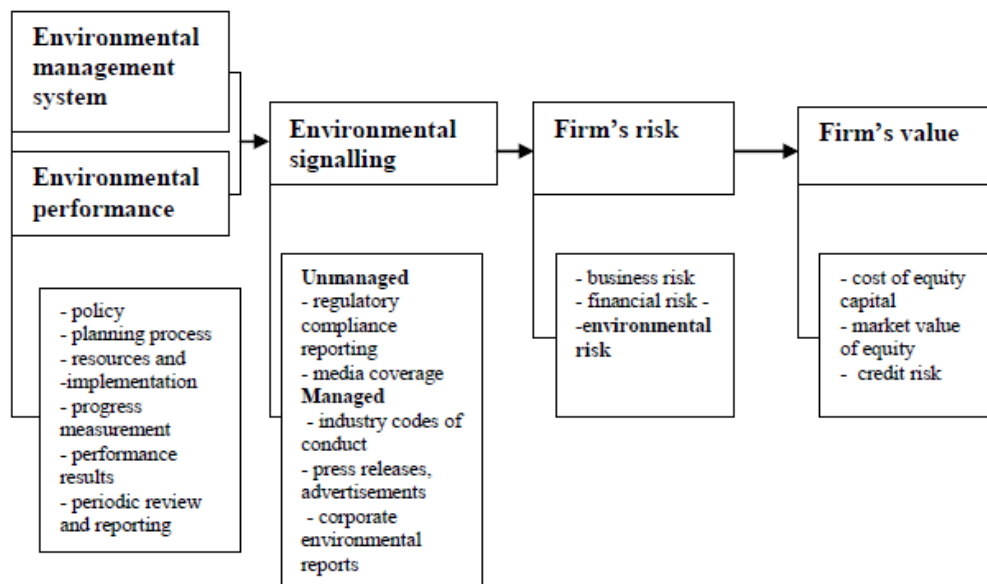 Environmental
management
system
Environmental
performance
Environmental
signalling
Firm's risk
Firm's value
- policy
- planning process
- resources and
-implementation
- progress
measurement
- performance
results
- periodic review
and reporting
Unmanaged
- regulatory
compliance
reporting
- media coverage
Managed
- industry codes of
conduct
- press releases,
advertisements
- corporate
environmental
reports
- business risk
- financial risk -
-environmental
risk
- cost of equity
capital
- market value
of equity
- credit risk